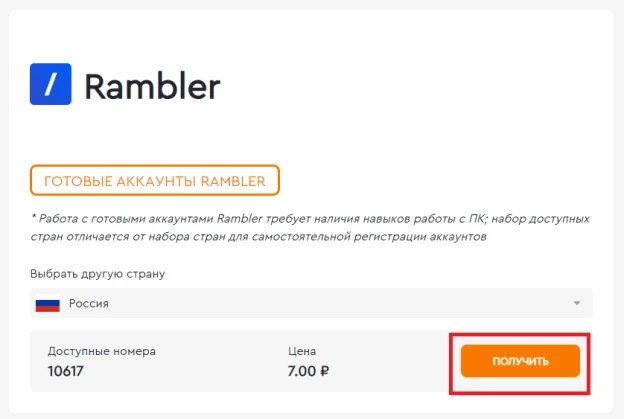 Rambler
ГОТОВЫЕ АККАУНТЫ RAMBLER
* Работа с готовыми аккаунтами Rambler требует наличия навыков работы с ПК; набор доступных
стран отличается от набора стран для самостоятельной регистрации аккаунтов
Выбрать другую страну
Россия
Доступные номера
10617
Цена
7.00 ₽
ПОЛУЧИТЬ